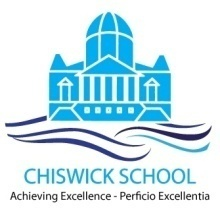 CHISWICK SCHOOL
Achieving Excellence - Perficio Excellentia